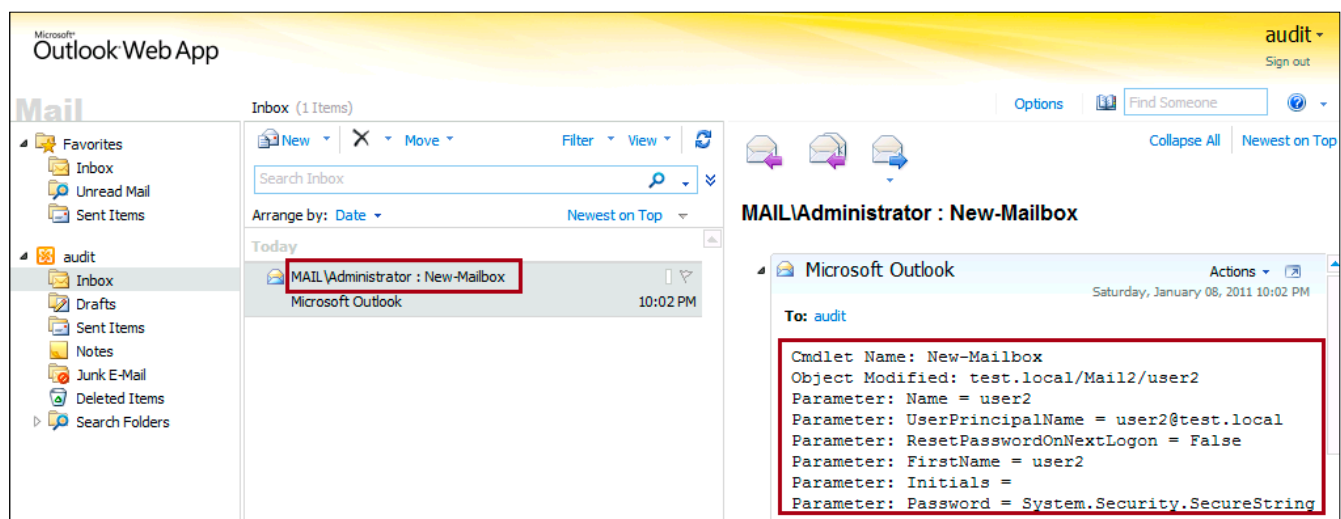 Microsoft®
Outlook Web App
audit
Sign out
Mail
Inbox (1 Items)
Options
Find Someone
Favorites
Inbox
Unread Mail
Sent Items
audit
Inbox
Drafts
Sent Items
Notes
Junk E-Mail
Deleted Items
Search Folders
New
Move
Filter
View
Search Inbox
Arrange by: Date
Newest on Top
Today
MAIL\Administrator : New-Mailbox
Microsoft Outlook 10:02 PM
Collapse All
Newest on Top
MAIL\Administrator : New-Mailbox
Microsoft Outlook
Actions
Saturday, January 08, 2011 10:02 PM
To: audit
Cmdlet Name: New-Mailbox
Object Modified: test.local/Mail2/user2
Parameter: Name = user2
Parameter: UserPrincipalName = user2@test.local
Parameter: ResetPasswordOnNextLogon = False
Parameter: FirstName = user2
Parameter: Initials =
Parameter: Password = System.Security.SecureString